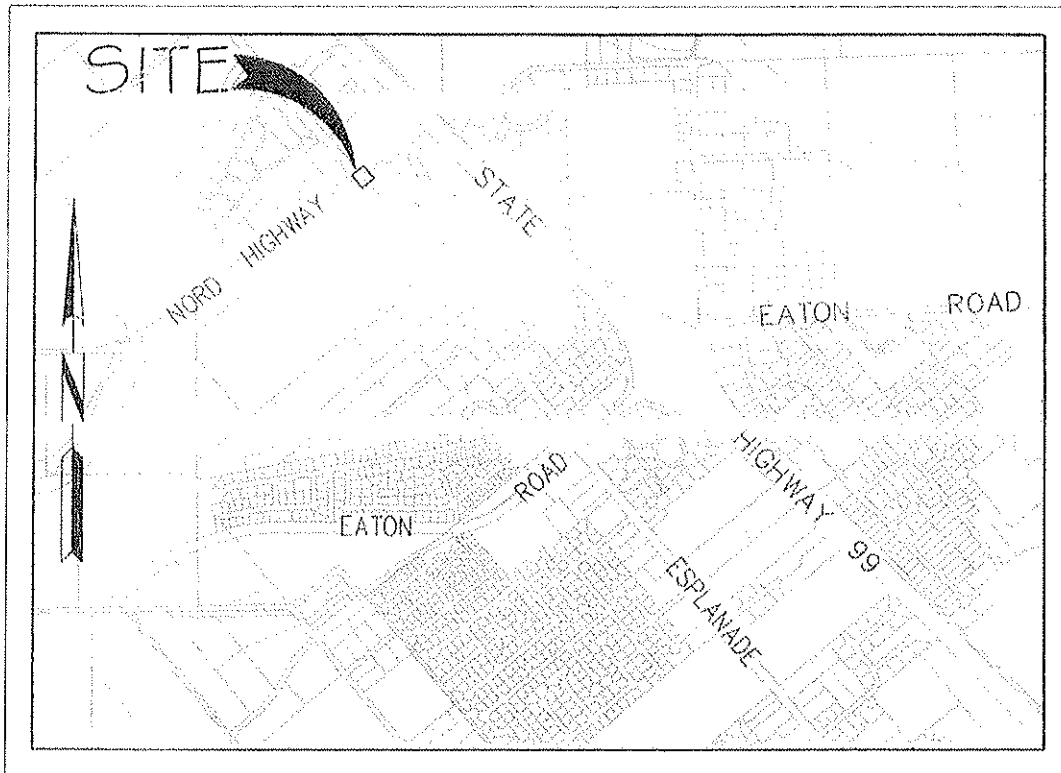 SITE
STATE
NORD HIGHWAY
EATON ROAD
N
HIGHWAY 99
EATON ROAD
ESPLANADE